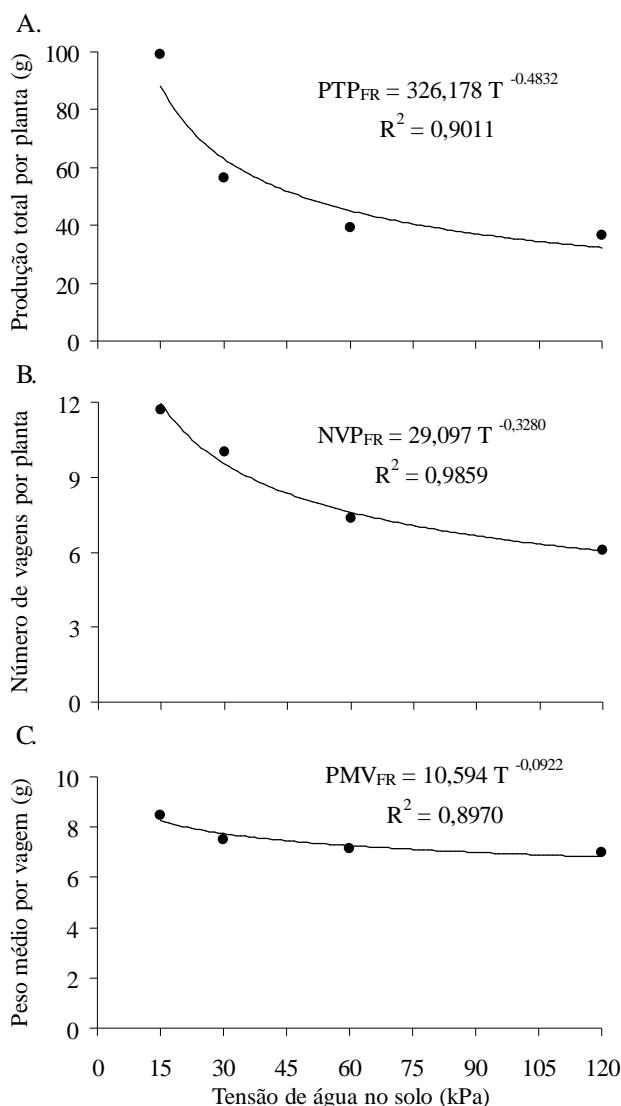 A.
Produção total por planta (g)
100
80
60
40
20
0
PTP_FR = 326,178 T ^-0.4832
R² = 0,9011
B.
Número de vagens por planta
12
9
6
3
0
NVP_FR = 29,097 T ^-0,3280
R² = 0,9859
C.
Peso médio por vagem (g)
10
8
6
4
2
0
PMV_FR = 10,594 T ^-0,0922
R² = 0,8970
0 15 30 45 60 75 90 105 120
Tensão de água no solo (kPa)